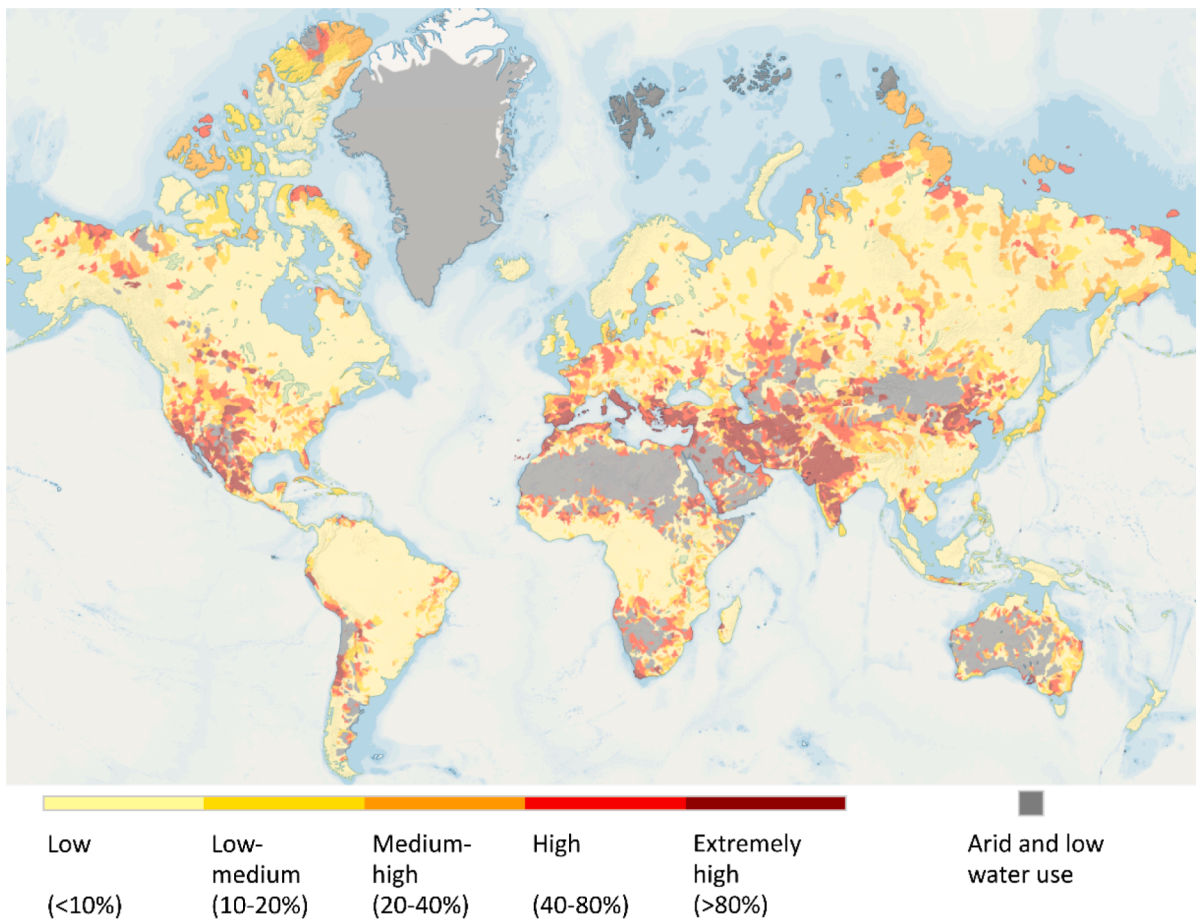 Low
(<10%)
Low-
medium
(10-20%)
Medium-
high
(20-40%)
High
(40-80%)
Extremely
high
(>80%)
Arid and low
water use